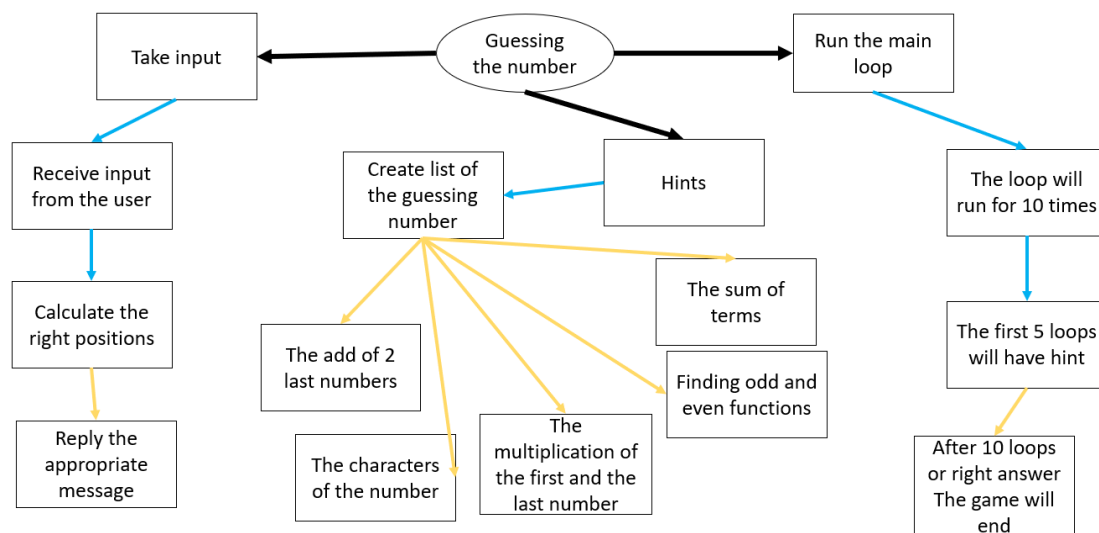 Guessing
the number
Take input
Receive input
from the user
Calculate the
right positions
Reply the
appropriate
message
Hints
Create list of
the guessing
number
The add of 2
last numbers
The characters
of the number
The
multiplication of
the first and the
last number
Finding odd and
even functions
The sum of
terms
Run the main
loop
The loop will
run for 10 times
The first 5 loops
will have hint
After 10 loops
or right answer
The game will
end